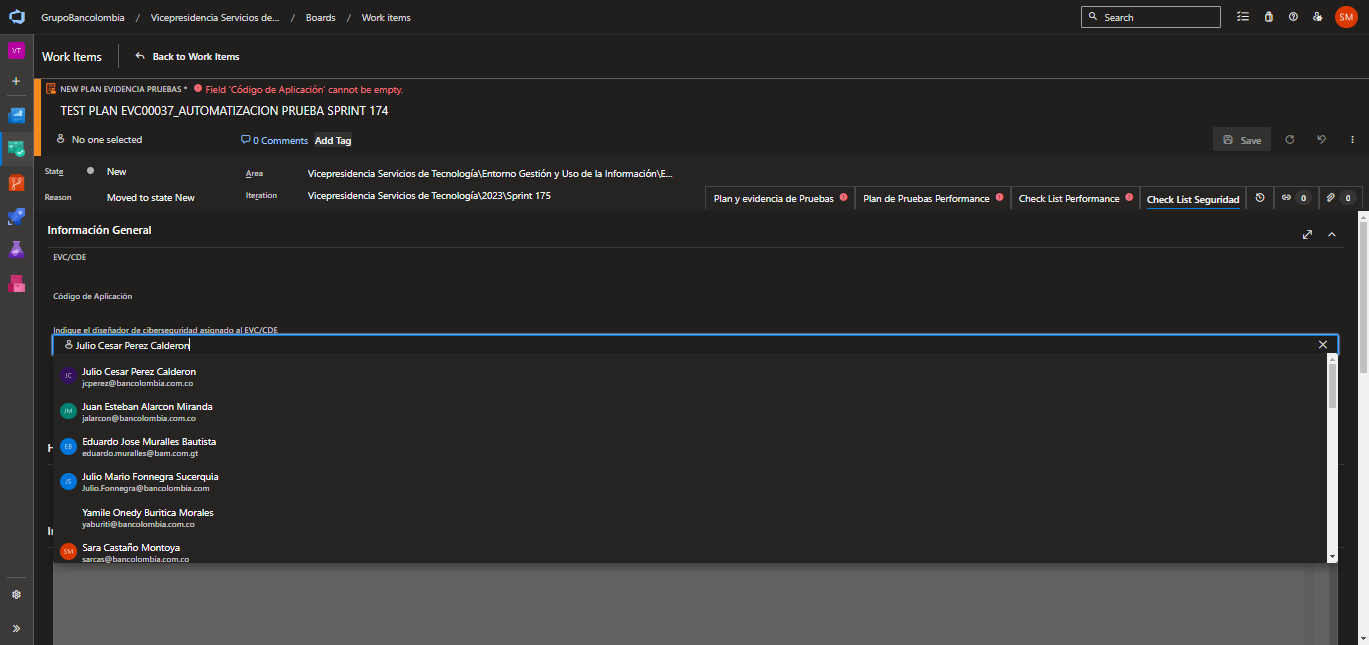 GrupoBancolombia / Vicepresidencia Servicios de... / Boards / Work items
Search
SM
VT
Work Items
Back to Work Items
NEW PLAN EVIDENCIA PRUEBAS * Field 'Código de Aplicación' cannot be empty.
TEST PLAN EVC00037_AUTOMATIZACION PRUEBA SPRINT 174
No one selected
0 Comments
Add Tag
Save
State
New
Area
Vicepresidencia Servicios de Tecnología\Entorno Gestión y Uso de la Información\E...
Reason
Moved to state New
Iteration
Vicepresidencia Servicios de Tecnología\2023\Sprint 175
Plan y evidencia de Pruebas
Plan de Pruebas Performance
Check List Performance
Check List Seguridad
0
0
Información General
EVC/CDE
Código de Aplicación
Indique el diseñador de ciberseguridad asignado al EVC/CDE
Julio Cesar Perez Calderon
JC
Julio Cesar Perez Calderon
jcperez@bancolombia.com.co
JM
Juan Esteban Alarcon Miranda
jalarcon@bancolombia.com.co
EB
Eduardo Jose Muralles Bautista
eduardo.muralles@bam.com.gt
JS
Julio Mario Fonnegra Sucerquia
Julio.Fonnegra@bancolombia.com
Yamile Onedy Buritica Morales
yaburiti@bancolombia.com.co
SM
Sara Castaño Montoya
sarcas@bancolombia.com.co